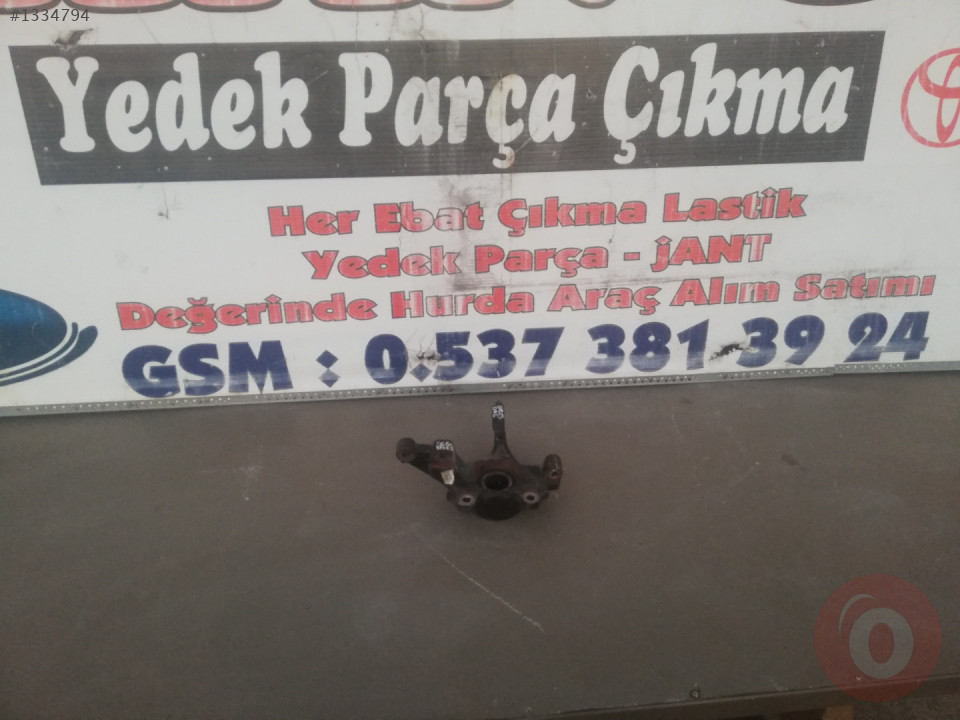 #1334794
Yedek Parça Çıkma
Her Ebat Çıkma Lastik
Yedek Parça - jANT
Değerinde Hurda Araç Alım Satımı
GSM : 0.537 381 39 24
O